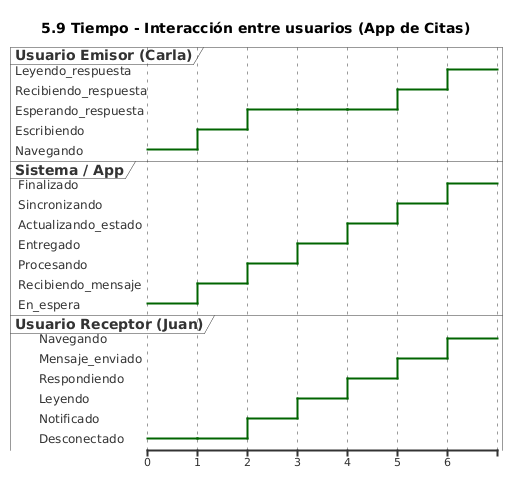 5.9 Tiempo - Interacción entre usuarios (App de Citas)
Usuario Emisor (Carla)
Leyendo_respuesta
Recibiendo_respuesta
Esperando_respuesta
Escribiendo
Navegando
Sistema / App
Finalizado
Sincronizando
Actualizando_estado
Entregado
Procesando
Recibiendo_mensaje
En_espera
Usuario Receptor (Juan)
Navegando
Mensaje_enviado
Respondiendo
Leyendo
Notificado
Desconectado
0 1 2 3 4 5 6